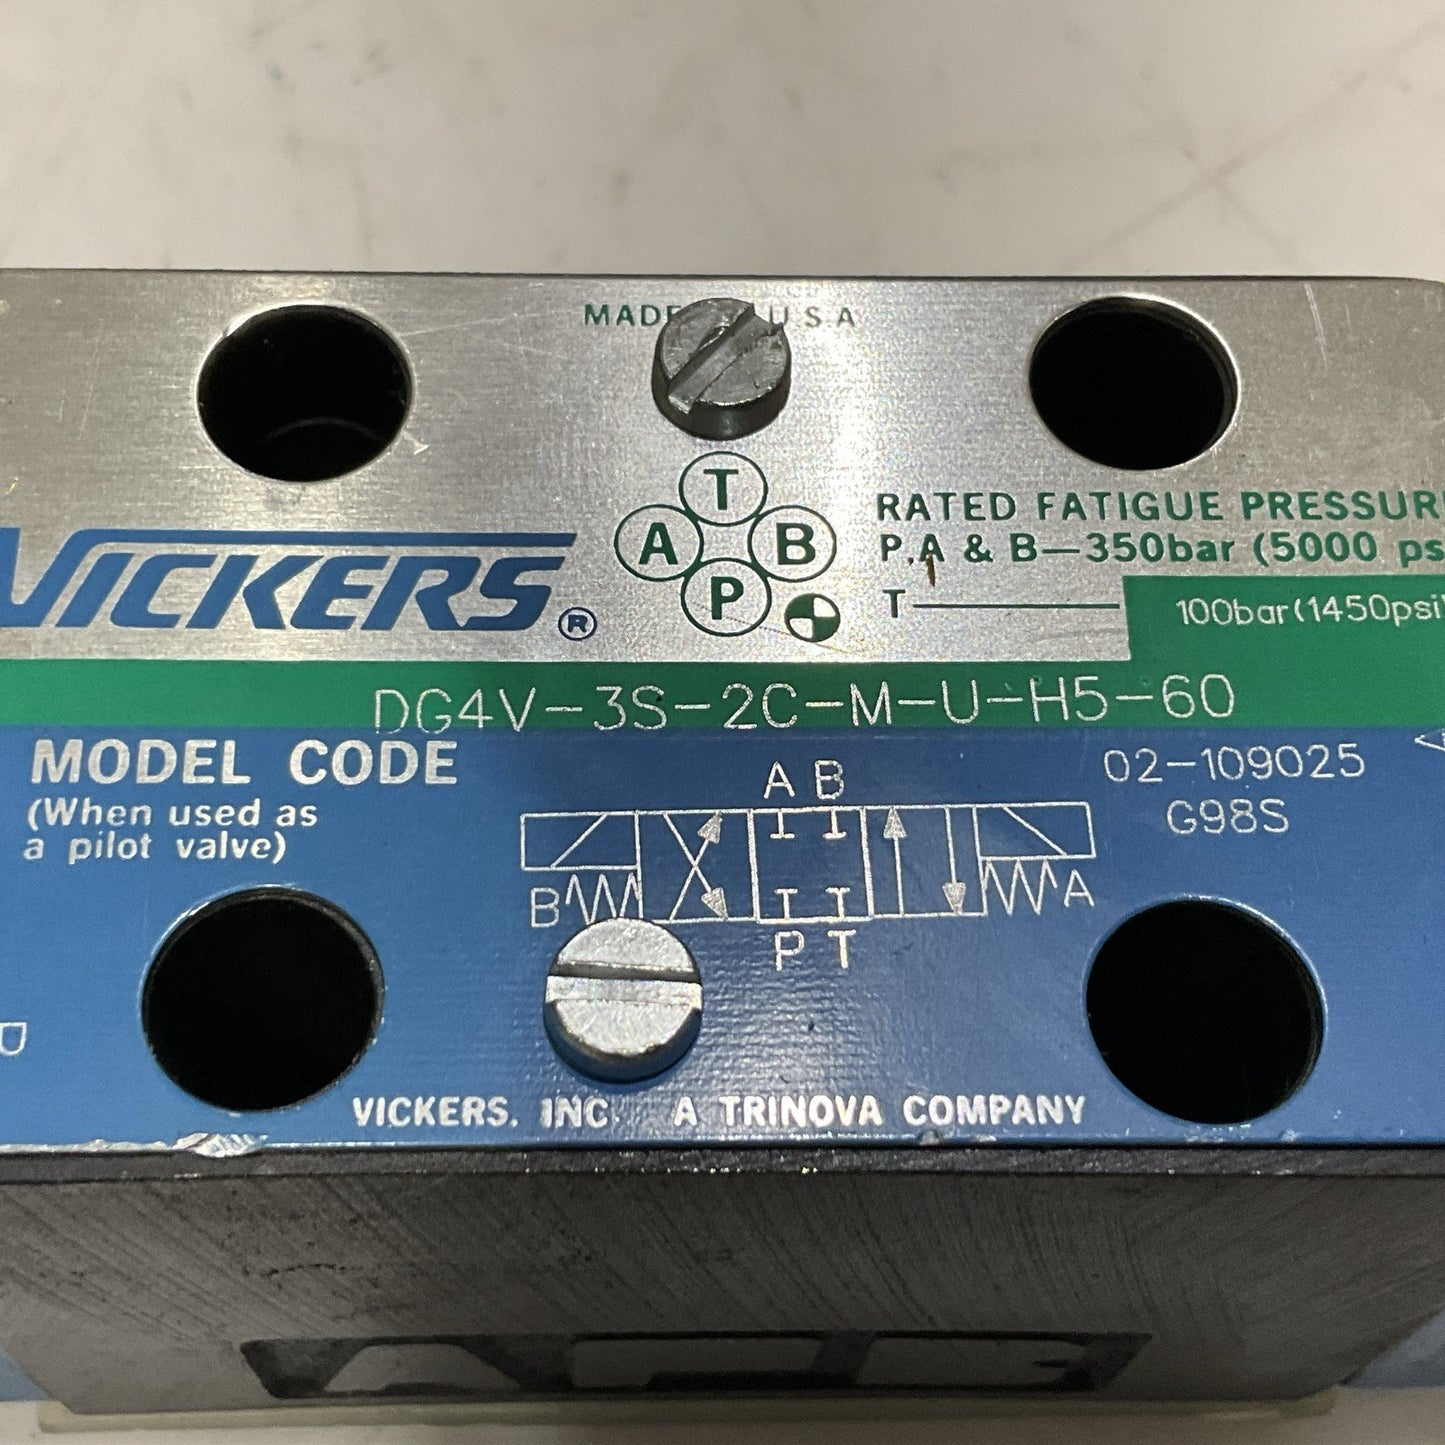 MADE U.S.A
T
A B
P
VICKERS ®
RATED FATIGUE PRESSUR
P,A & B—350bar (5000 ps
T— 100bar(1450psi
DG4V-3S-2C-M-U-H5-60
MODEL CODE
(When used as
a pilot valve)
02-109025
G98S
A B
B A
P T
VICKERS. INC. A TRINOVA COMPANY